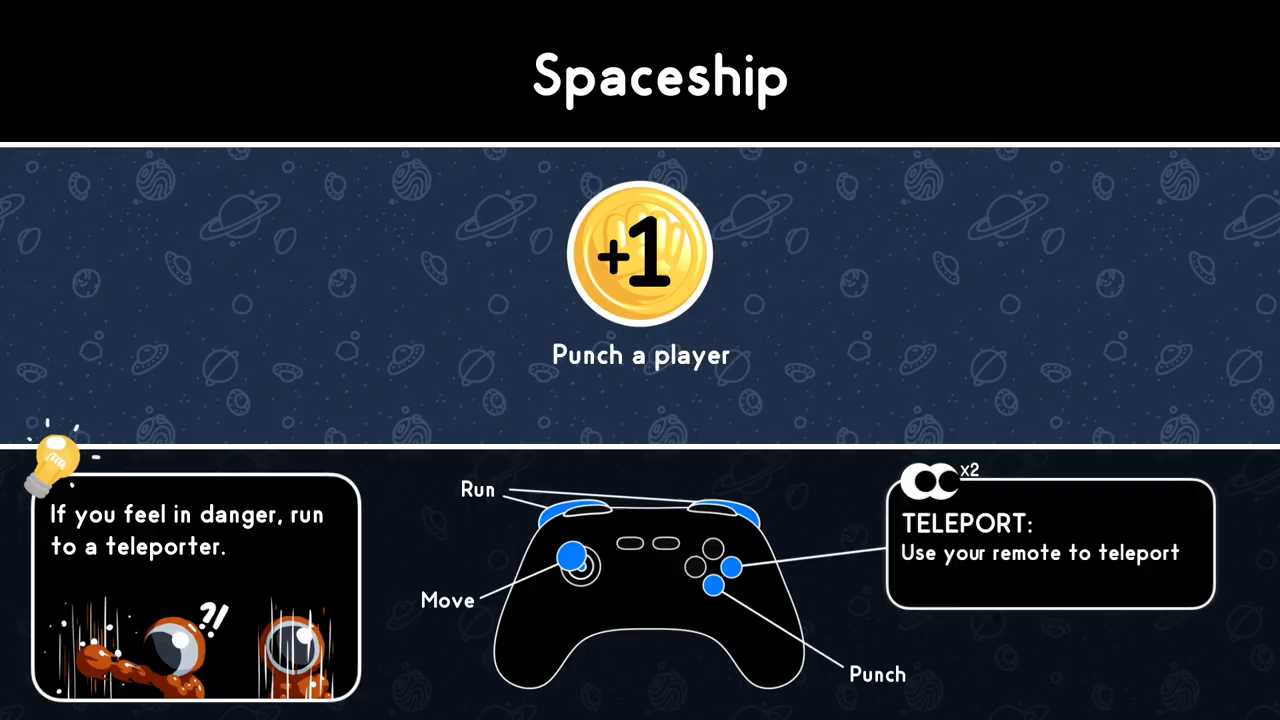 Spaceship
+1
Punch a player
If you feel in danger, run
to a teleporter.
?!
Run
Move
x2
TELEPORT:
Use your remote to teleport
Punch